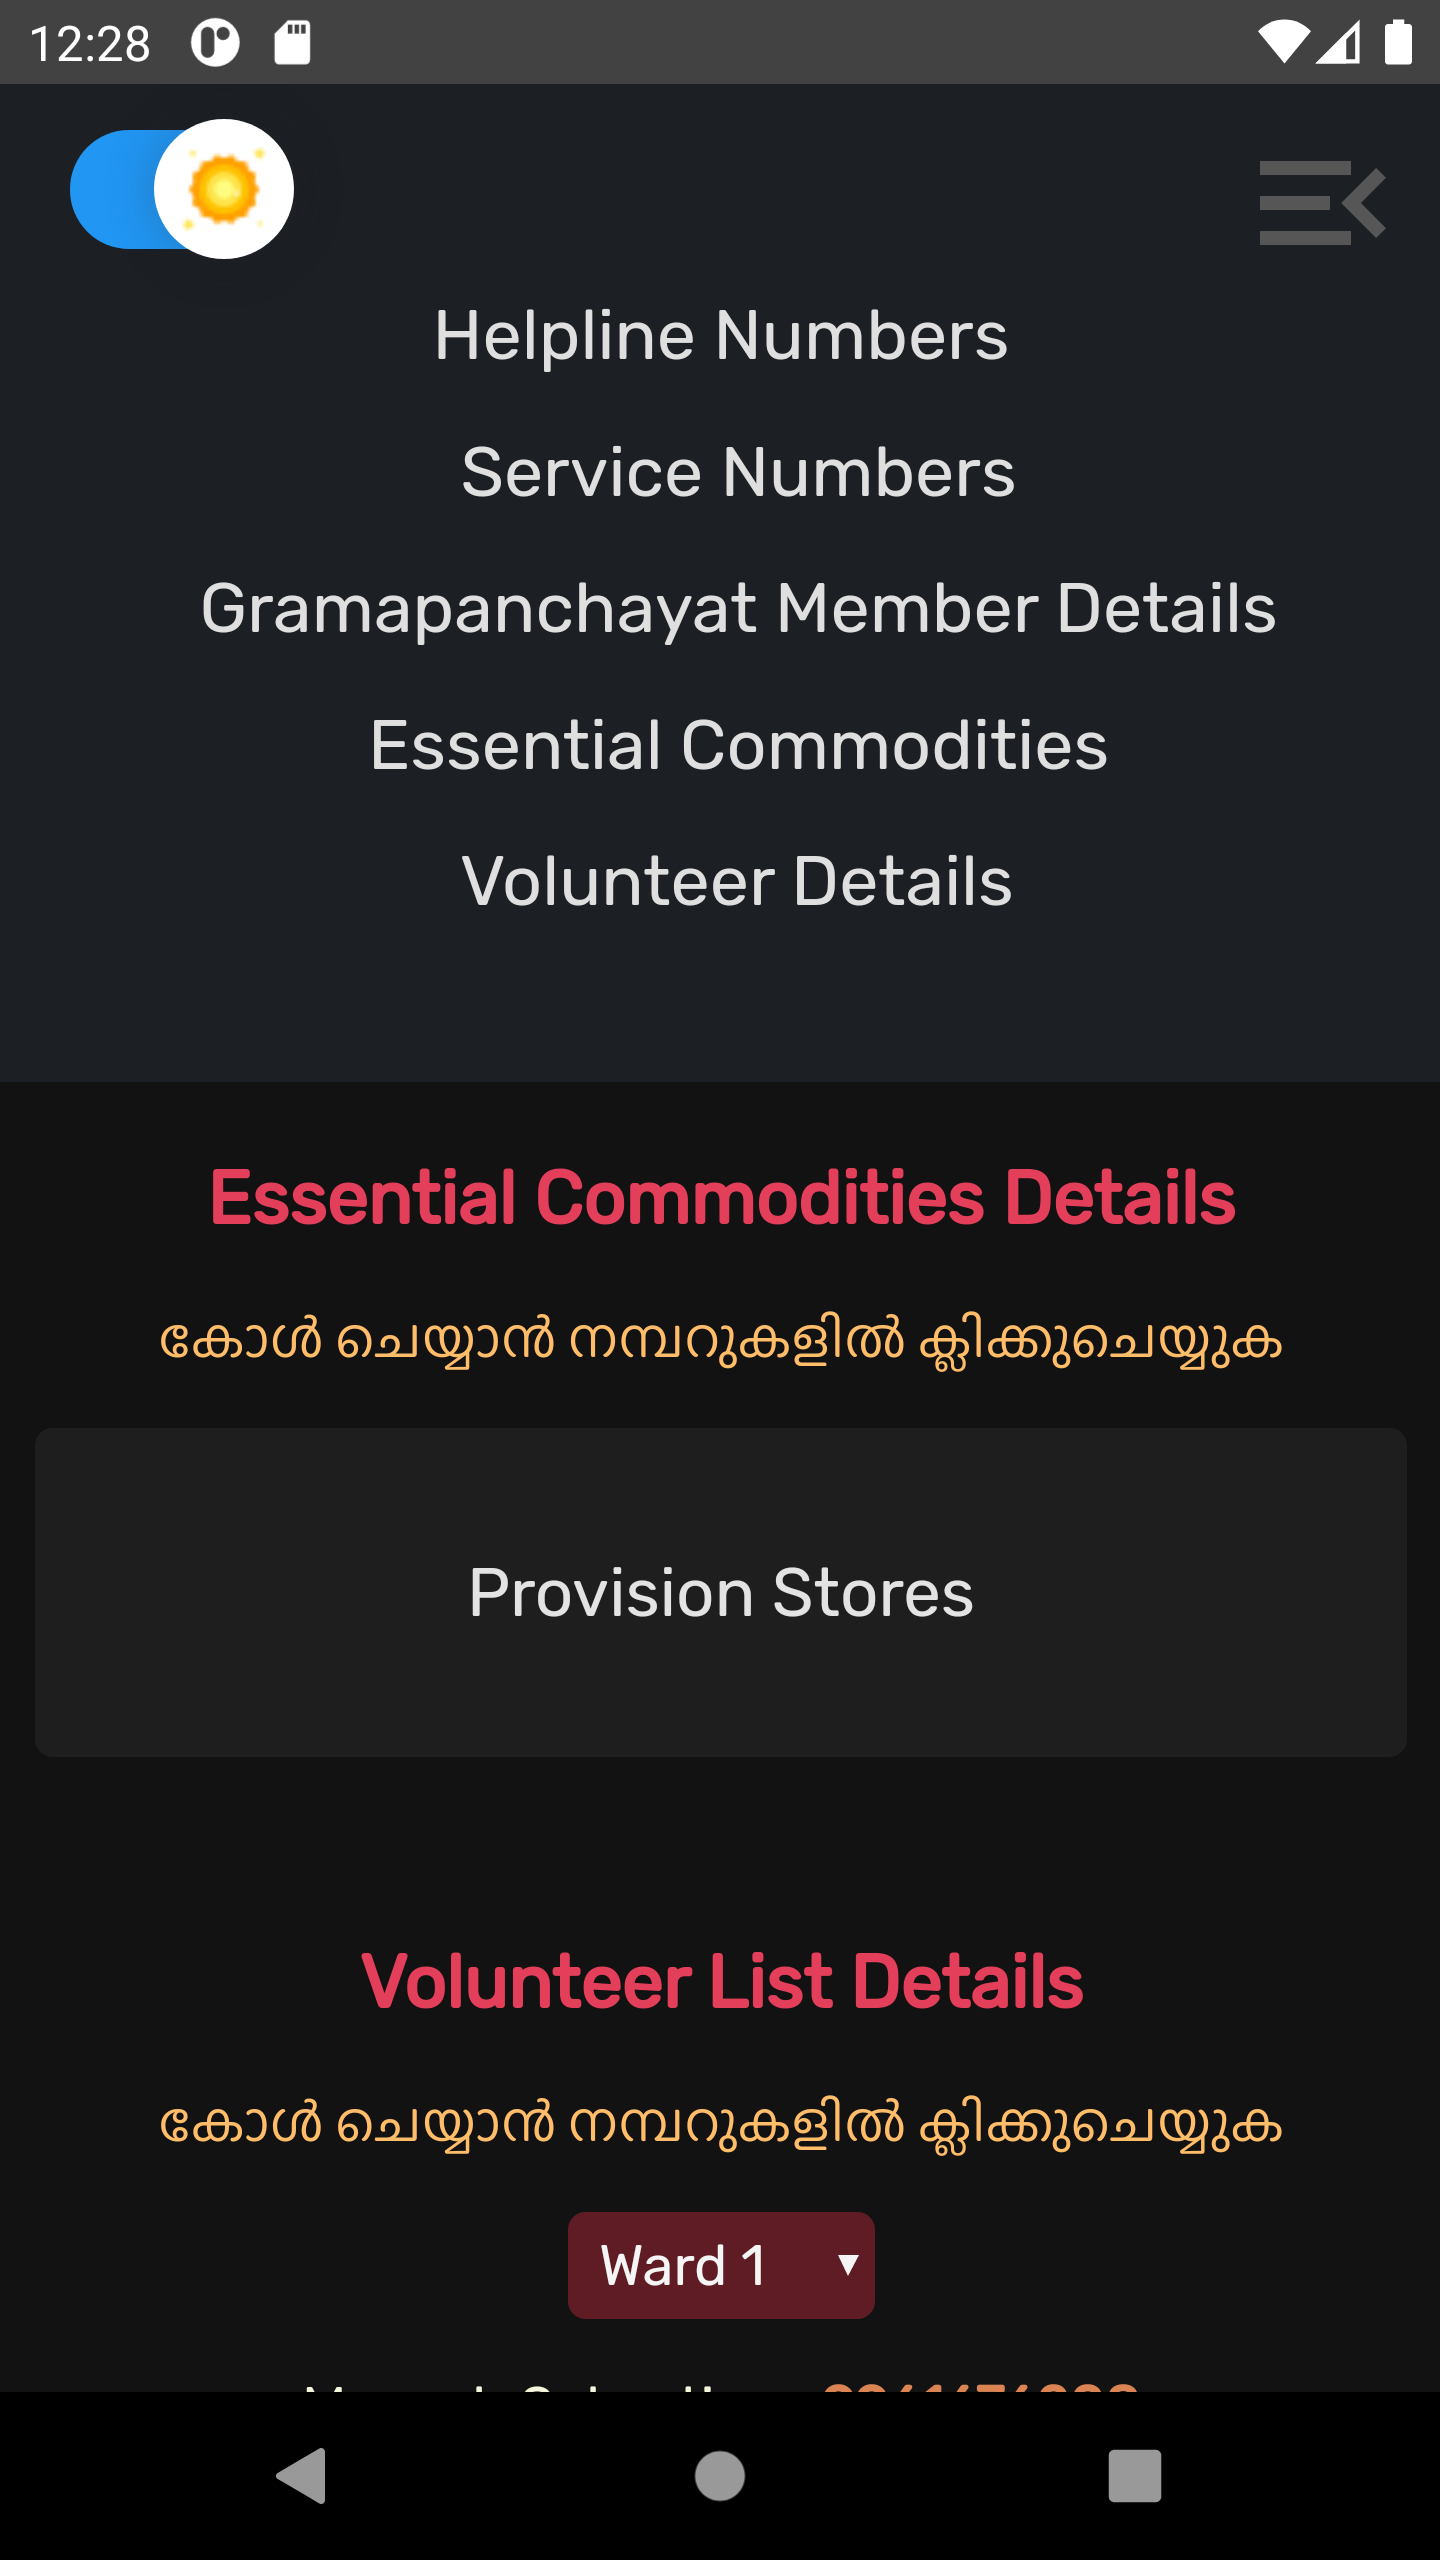 12:28
Helpline Numbers
Service Numbers
Gramapanchayat Member Details
Essential Commodities
Volunteer Details
Essential Commodities Details
കോൾ ചെയ്യാൻ നമ്പറുകളിൽ ക്ലിക്കുചെയ്യുക
Provision Stores
Volunteer List Details
കോൾ ചെയ്യാൻ നമ്പറുകളിൽ ക്ലിക്കുചെയ്യുക
Ward 1